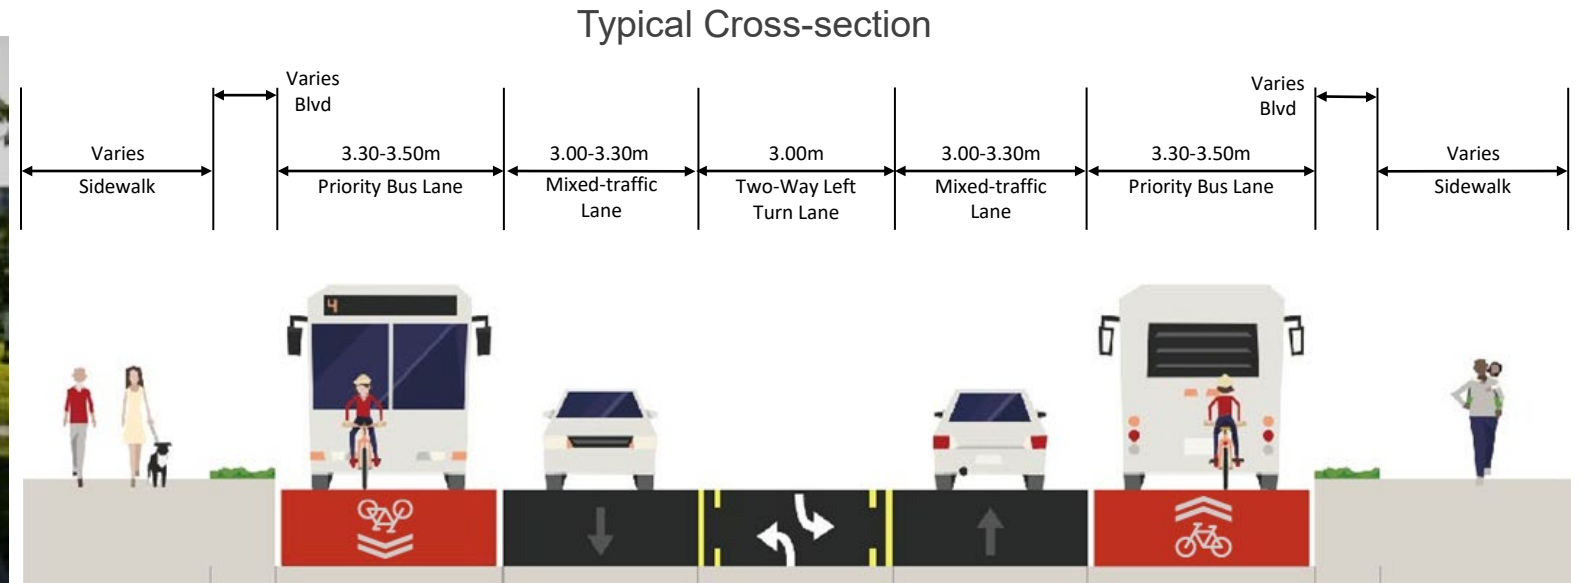 Typical Cross-section
Varies
Blvd
Varies
Blvd
Varies
Sidewalk
3.30-3.50m
Priority Bus Lane
3.00-3.30m
Mixed-traffic
Lane
3.00m
Two-Way Left
Turn Lane
3.00-3.30m
Mixed-traffic
Lane
3.30-3.50m
Priority Bus Lane
Varies
Sidewalk
4